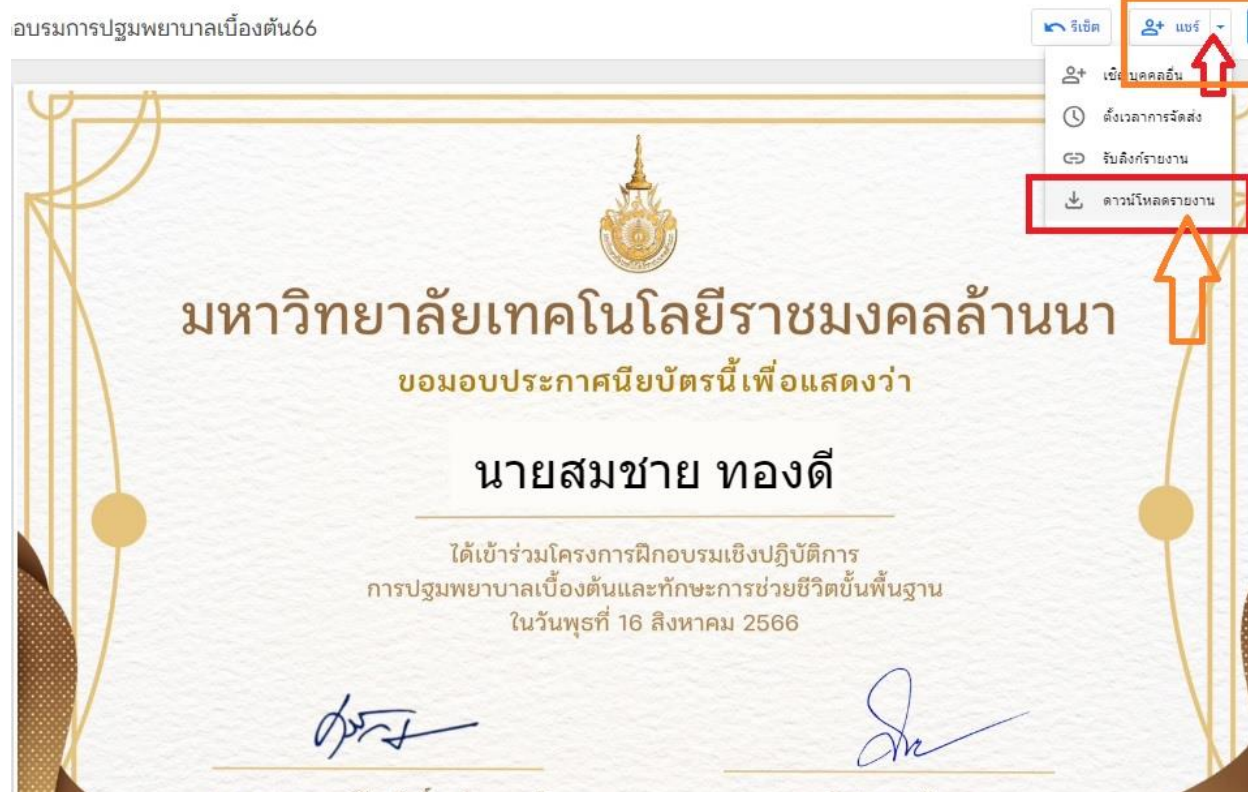 อบรมการปฐมพยาบาลเบื้องต้น66
รีเซ็ต
แชร์
บุคคลอื่น
ตั้งเวลาการจัดส่ง
รับลิงก์รายงาน
ดาวน์โหลดรายงาน
มหาวิทยาลัยเทคโนโลยีราชมงคลล้านนา
ขอมอบประกาศนียบัตรนี้เพื่อแสดงว่า
นายสมชาย ทองดี
ได้เข้าร่วมโครงการฝึกอบรมเชิงปฏิบัติการ
การปฐมพยาบาลเบื้องต้นและทักษะการช่วยชีวิตขั้นพื้นฐาน
ในวันพุธที่ 16 สิงหาคม 2566